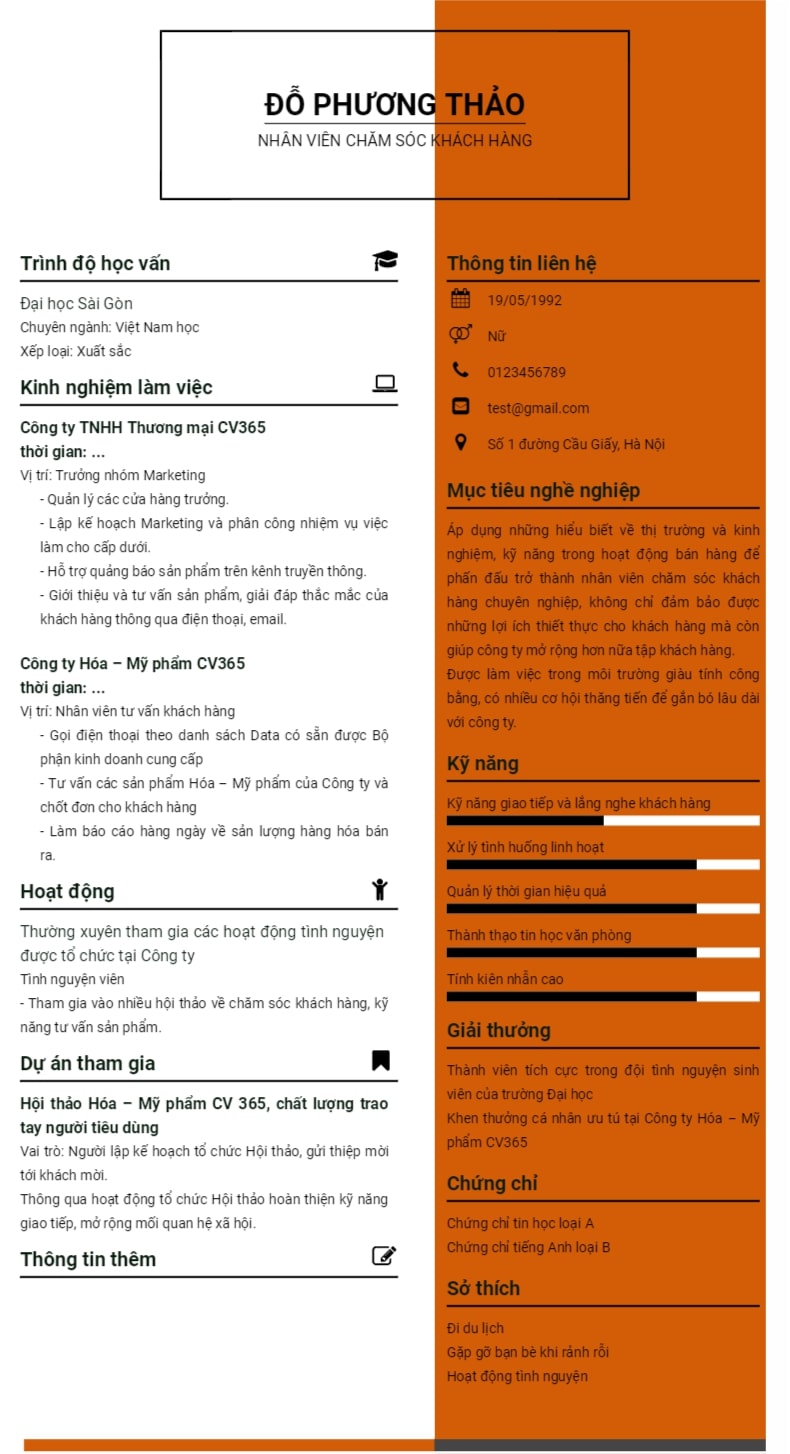 ĐỖ PHƯƠNG THẢO
NHÂN VIÊN CHĂM SÓC KHÁCH HÀNG
Trình độ học vấn
Đại học Sài Gòn
Chuyên ngành: Việt Nam học
Xếp loại: Xuất sắc
Kinh nghiệm làm việc
Công ty TNHH Thương mại CV365
thời gian: ...
Vị trí: Trưởng nhóm Marketing
- Quản lý các cửa hàng trưởng.
- Lập kế hoạch Marketing và phân công nhiệm vụ việc
làm cho cấp dưới.
- Hỗ trợ quảng báo sản phẩm trên kênh truyền thông.
- Giới thiệu và tư vấn sản phẩm, giải đáp thắc mắc của
khách hàng thông qua điện thoại, email.
Công ty Hóa – Mỹ phẩm CV365
thời gian: ...
Vị trí: Nhân viên tư vấn khách hàng
- Gọi điện thoại theo danh sách Data có sẵn được Bộ
phận kinh doanh cung cấp
- Tư vấn các sản phẩm Hóa – Mỹ phẩm của Công ty và
chốt đơn cho khách hàng
- Làm báo cáo hàng ngày về sản lượng hàng hóa bán
ra.
Hoạt động
Thường xuyên tham gia các hoạt động tình nguyện
được tổ chức tại Công ty
Tình nguyện viên
- Tham gia vào nhiều hội thảo về chăm sóc khách hàng, kỹ
năng tư vấn sản phẩm.
Dự án tham gia
Hội thảo Hóa – Mỹ phẩm CV 365, chất lượng trao
tay người tiêu dùng
Vai trò: Người lập kế hoạch tổ chức Hội thảo, gửi thiệp mời
tới khách mời.
Thông qua hoạt động tổ chức Hội thảo hoàn thiện kỹ năng
giao tiếp, mở rộng mối quan hệ xã hội.
Thông tin thêm
Thông tin liên hệ
19/05/1992
Nữ
0123456789
test@gmail.com
Số 1 đường Cầu Giấy, Hà Nội
Mục tiêu nghề nghiệp
Áp dụng những hiểu biết về thị trường và kinh
nghiệm, kỹ năng trong hoạt động bán hàng để
phấn đấu trở thành nhân viên chăm sóc khách
hàng chuyên nghiệp, không chỉ đảm bảo được
những lợi ích thiết thực cho khách hàng mà còn
giúp công ty mở rộng hơn nữa tập khách hàng.
Được làm việc trong môi trường giàu tính công
bằng, có nhiều cơ hội thăng tiến để gắn bó lâu dài
với công ty.
Kỹ năng
Kỹ năng giao tiếp và lắng nghe khách hàng
Xử lý tình huống linh hoạt
Quản lý thời gian hiệu quả
Thành thạo tin học văn phòng
Tính kiên nhẫn cao
Giải thưởng
Thành viên tích cực trong đội tình nguyện sinh
viên của trường Đại học
Khen thưởng cá nhân ưu tú tại Công ty Hóa – Mỹ
phẩm CV365
Chứng chỉ
Chứng chỉ tin học loại A
Chứng chỉ tiếng Anh loại B
Sở thích
Đi du lịch
Gặp gỡ bạn bè khi rảnh rỗi
Hoạt động tình nguyện